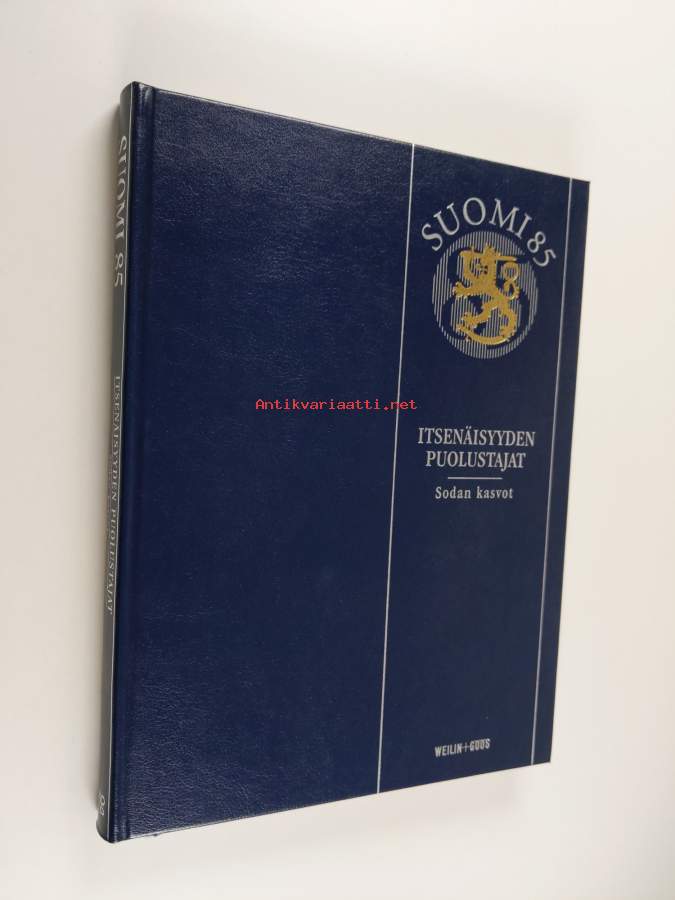 SUOMI 85
ITSENÄISYYDEN
PUOLUSTAJAT
Sodan kasvot
WEILIN+GÖÖS
SUOMI 85
ITSENÄISYYDEN PUOLUSTAJAT
Antikvariaatti.net